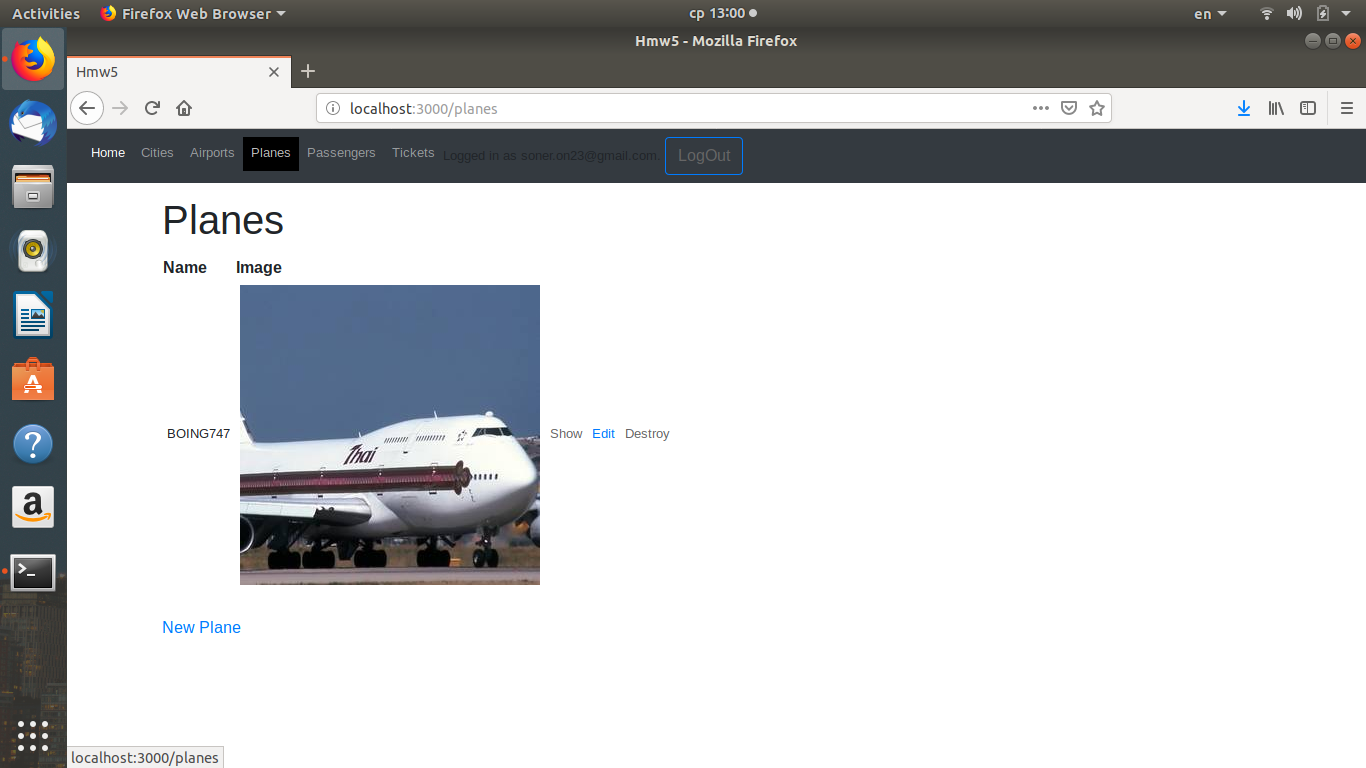 Activities Firefox Web Browser ср 13:00 en
Hmw5 - Mozilla Firefox
Hmw5
localhost:3000/planes
Home Cities Airports Planes Passengers Tickets Logged in as soner.on23@gmail.com. LogOut
Planes
Name Image
Thai
BOING747 Show Edit Destroy
New Plane
localhost:3000/planes